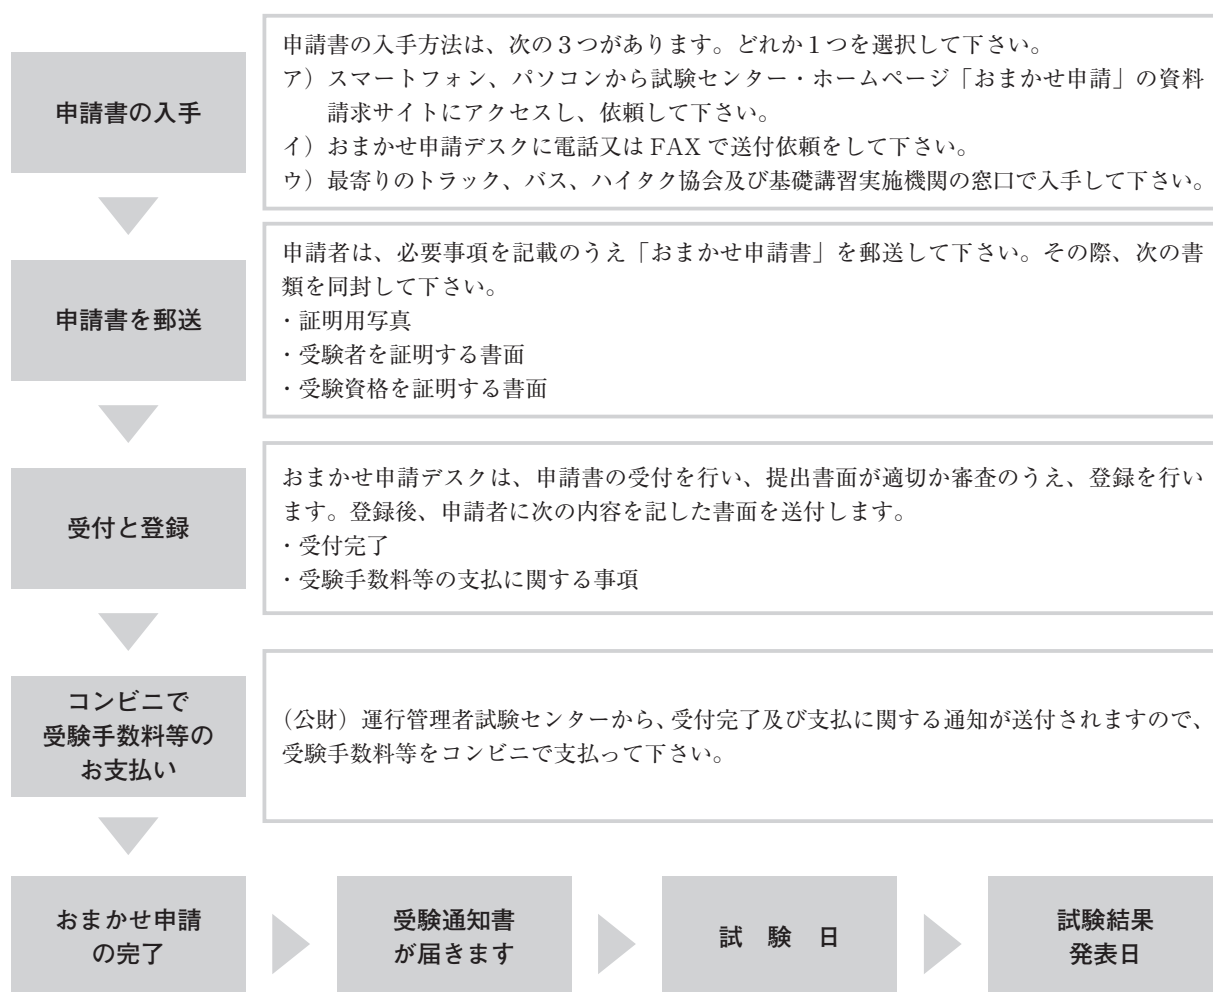 申請書の入手
申請書の入手方法は、次の３つがあります。どれか１つを選択して下さい。
ア）スマートフォン、パソコンから試験センター・ホームページ「おまかせ申請」の資料
請求サイトにアクセスし、依頼して下さい。
イ）おまかせ申請デスクに電話又は FAX で送付依頼をして下さい。
ウ）最寄りのトラック、バス、ハイタク協会及び基礎講習実施機関の窓口で入手して下さい。
申請書を郵送
申請者は、必要事項を記載のうえ「おまかせ申請書」を郵送して下さい。その際、次の書
類を同封して下さい。
・証明用写真
・受験者を証明する書面
・受験資格を証明する書面
受付と登録
おまかせ申請デスクは、申請書の受付を行い、提出書面が適切か審査のうえ、登録を行い
ます。登録後、申請者に次の内容を記した書面を送付します。
・受付完了
・受験手数料等の支払に関する事項
コンビニで
受験手数料等の
お支払い
（公財）運行管理者試験センターから、受付完了及び支払に関する通知が送付されますので、
受験手数料等をコンビニで支払って下さい。
おまかせ申請
の完了
受験通知書
が届きます
試　験　日
試験結果
発表日